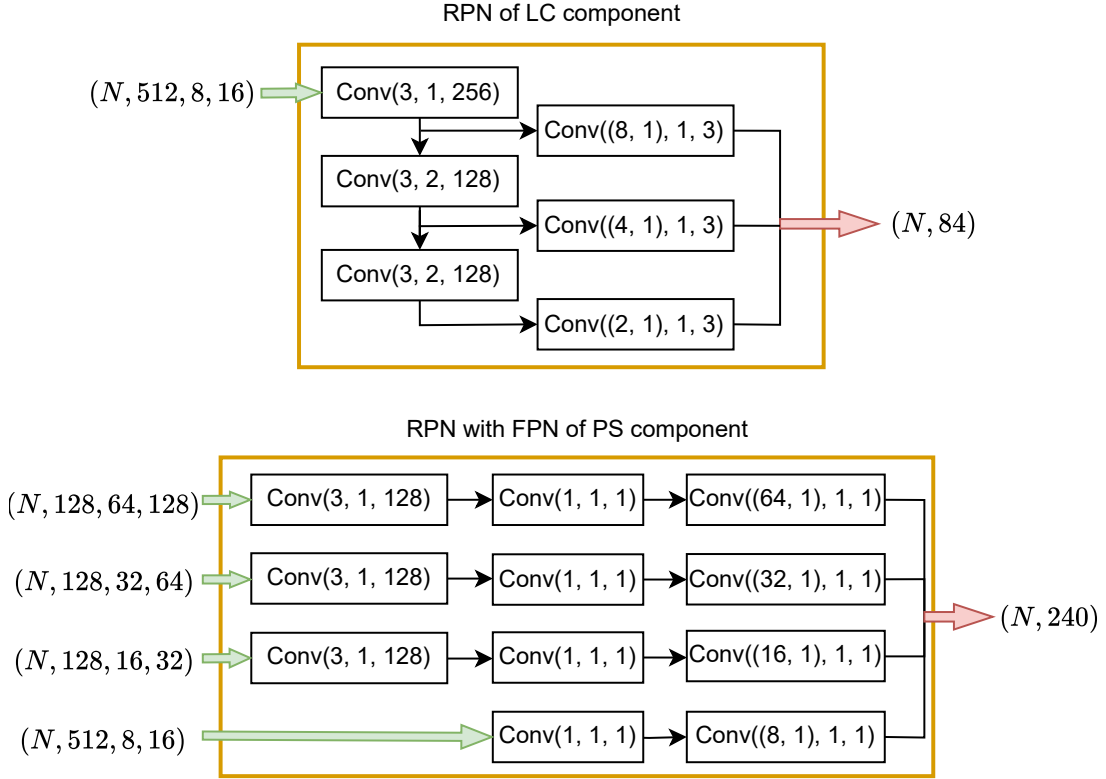 RPN of LC component
(N, 512, 8, 16)
Conv(3, 1, 256)
Conv((8, 1), 1, 3)
Conv(3, 2, 128)
Conv((4, 1), 1, 3)
(N, 84)
Conv(3, 2, 128)
Conv((2, 1), 1, 3)
RPN with FPN of PS component
(N, 128, 64, 128)
Conv(3, 1, 128)
Conv(1, 1, 1)
Conv((64, 1), 1, 1)
(N, 128, 32, 64)
Conv(3, 1, 128)
Conv(1, 1, 1)
Conv((32, 1), 1, 1)
(N, 240)
(N, 128, 16, 32)
Conv(3, 1, 128)
Conv(1, 1, 1)
Conv((16, 1), 1, 1)
(N, 512, 8, 16)
Conv(1, 1, 1)
Conv((8, 1), 1, 1)